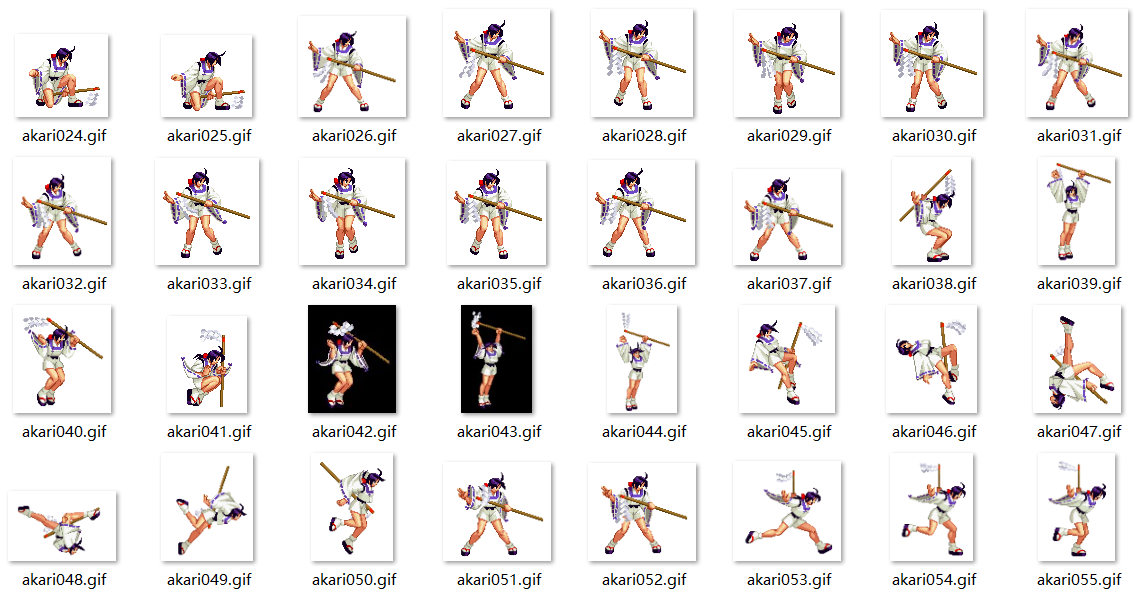 akari024.gif akari025.gif akari026.gif akari027.gif akari028.gif akari029.gif akari030.gif akari031.gif
akari032.gif akari033.gif akari034.gif akari035.gif akari036.gif akari037.gif akari038.gif akari039.gif
akari040.gif akari041.gif akari042.gif akari043.gif akari044.gif akari045.gif akari046.gif akari047.gif
akari048.gif akari049.gif akari050.gif akari051.gif akari052.gif akari053.gif akari054.gif akari055.gif